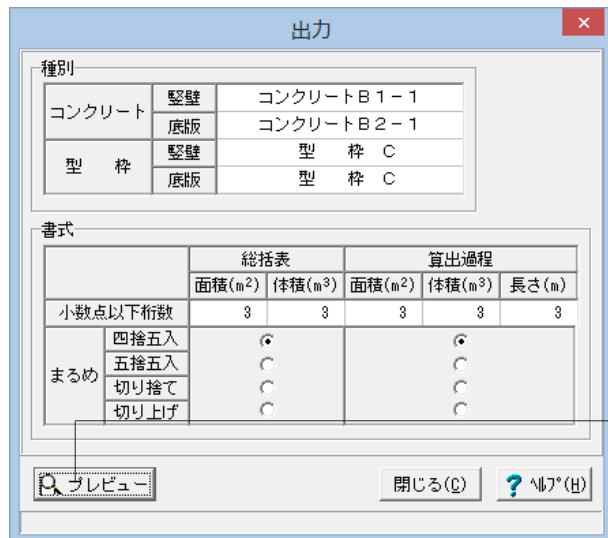 出力
種別
コンクリート 竪壁 コンクリートB1-1
底版 コンクリートB2-1
型 枠 竪壁 型 枠 C
底版 型 枠 C
書式
総括表 算出過程
面積(m²) 体積(m³) 面積(m²) 体積(m³) 長さ(m)
小数点以下桁数 3 3 3 3 3
まるめ 四捨五入
五捨五入
切り捨て
切り上げ
プレビュー 閉じる(C) ? ヘルプ(H)